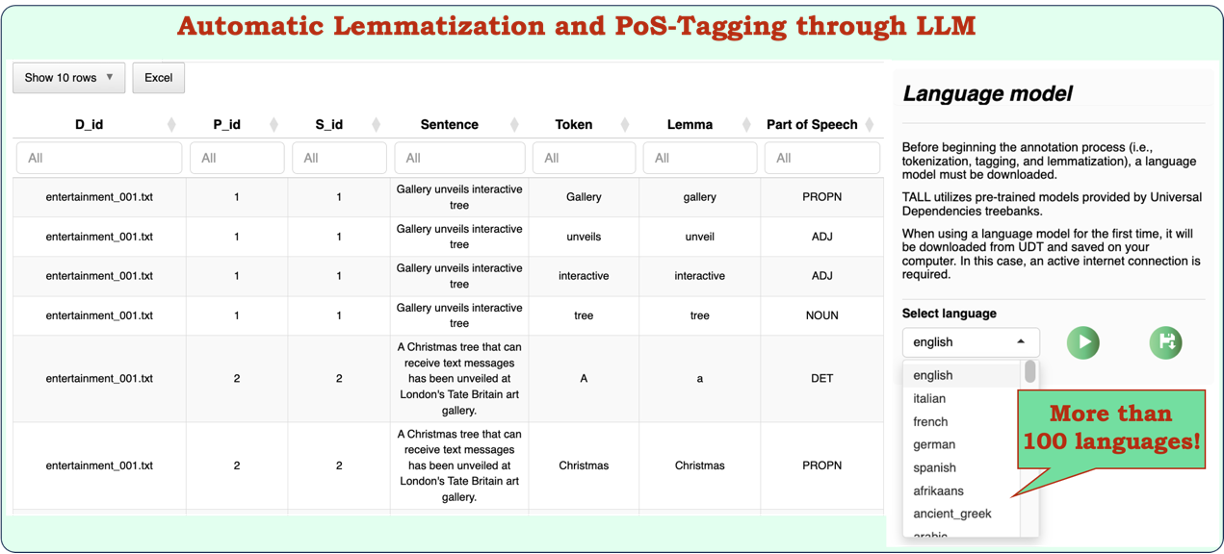 Automatic Lemmatization and PoS-Tagging through LLM
Show 10 rows
Excel
D_id P_id S_id Sentence Token Lemma Part of Speech
All All All All All All All
entertainment_001.txt 1 1 Gallery unveils interactive tree Gallery gallery PROPN
entertainment_001.txt 1 1 Gallery unveils interactive tree unveils unveil ADJ
entertainment_001.txt 1 1 Gallery unveils interactive tree interactive interactive ADJ
entertainment_001.txt 1 1 Gallery unveils interactive tree tree tree NOUN
entertainment_001.txt 2 2 A Christmas tree that can receive text messages has been unveiled at London's Tate Britain art gallery. A a DET
entertainment_001.txt 2 2 A Christmas tree that can receive text messages has been unveiled at London's Tate Britain art gallery. Christmas Christmas PROPN
Language model
Before beginning the annotation process (i.e.,
tokenization, tagging, and lemmatization), a language
model must be downloaded.
TALL utilizes pre-trained models provided by Universal
Dependencies treebanks.
When using a language model for the first time, it will
be downloaded from UDT and saved on your
computer. In this case, an active internet connection is
required.
Select language
english
english
italian
french
german
spanish
afrikaans
ancient_greek
arabic
More than
100 languages!